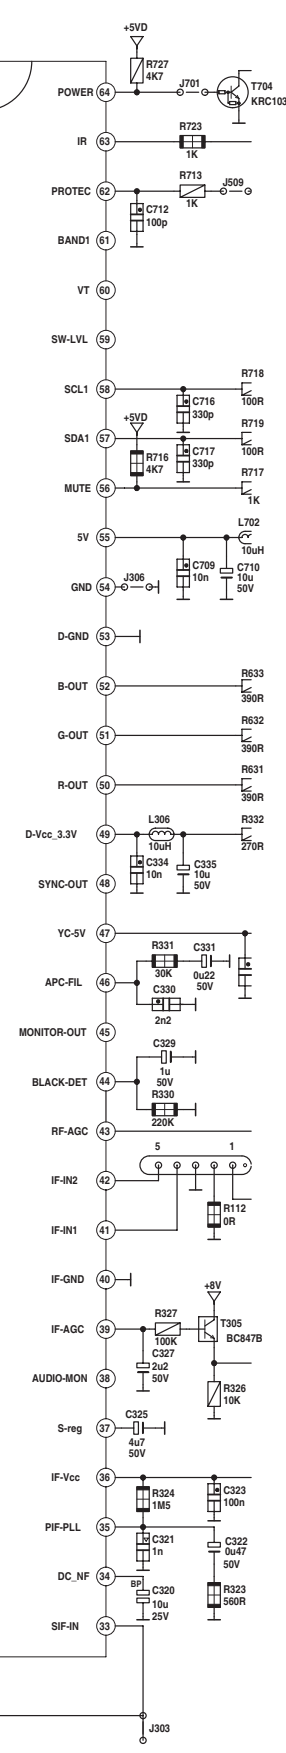 +5VD
R727
4K7
POWER 64
J701
T704
KRC103
IR 63
R723
1K
PROTEC 62
R713
1K
J509
C712
100p
BAND1 61
VT 60
SW-LVL 59
SCL1 58
R718
100R
C716
330p
+5VD
SDA1 57
R719
100R
R716
4K7
C717
330p
MUTE 56
R717
1K
5V 55
L702
10uH
C709
10n
C710
10u
50V
GND 54
J306
D-GND 53
B-OUT 52
R633
390R
G-OUT 51
R632
390R
R-OUT 50
R631
390R
D-Vcc_3.3V 49
L306
10uH
R332
270R
C334
10n
C335
10u
50V
SYNC-OUT 48
YC-5V 47
R331
30K
C331
0u22
50V
APC-FIL 46
C330
2n2
MONITOR-OUT 45
C329
1u
50V
BLACK-DET 44
R330
220K
RF-AGC 43
5 1
IF-IN2 42
R112
0R
IF-IN1 41
IF-GND 40
+8V
R327
100K
T305
BC847B
IF-AGC 39
C327
2u2
50V
AUDIO-MON 38
R326
10K
C325
4u7
50V
S-reg 37
IF-Vcc 36
R324
1M5
C323
100n
PIF-PLL 35
C321
1n
C322
0u47
50V
DC_NF 34
BP
C320
10u
25V
R323
560R
SIF-IN 33
J303